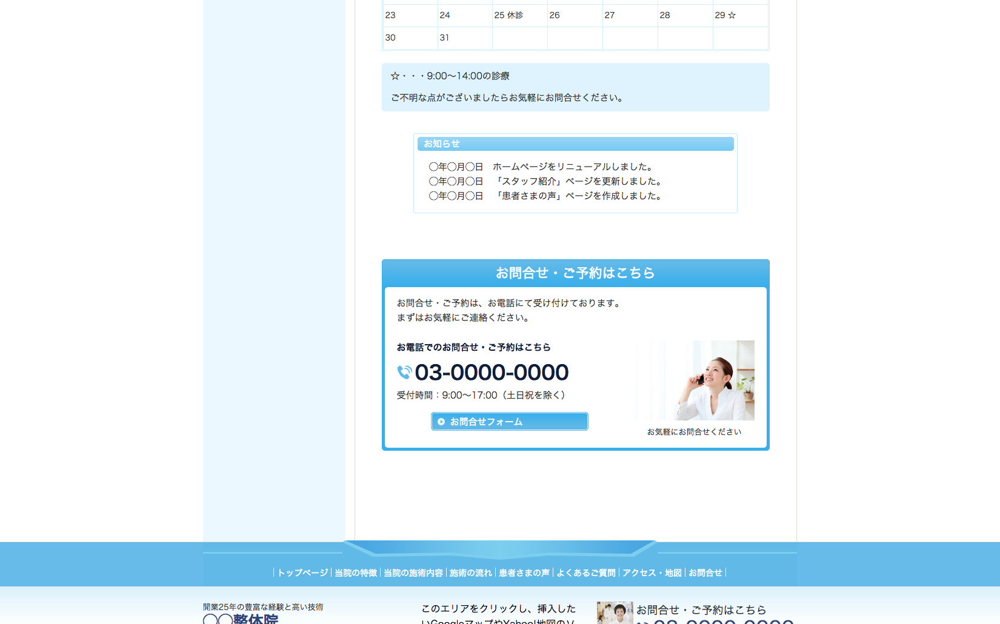 23 24 25 休診 26 27 28 29 ☆
30 31
☆・・・9:00〜14:00の診療
ご不明な点がございましたらお気軽にお問合せください。
お知らせ
◯年◯月◯日　ホームページをリニューアルしました。
◯年◯月◯日　「スタッフ紹介」ページを更新しました。
◯年◯月◯日　「患者さまの声」ページを作成しました。
お問合せ・ご予約はこちら
お問合せ・ご予約は、お電話にて受け付けております。
まずはお気軽にご連絡ください。
お電話でのお問合せ・ご予約はこちら
03-0000-0000
受付時間：9:00〜17:00（土日祝を除く）
お問合せフォーム
お気軽にお問合せください
トップページ 当院の特徴 当院の施術内容 施術の流れ 患者さまの声 よくあるご質問 アクセス・地図 お問合せ
開業25年の豊富な経験と高い技術
◯◯整体院
このエリアをクリックし、挿入した
いGoogleマップやYahoo!地図のソ
お問合せ・ご予約はこちら
03-0000-0000